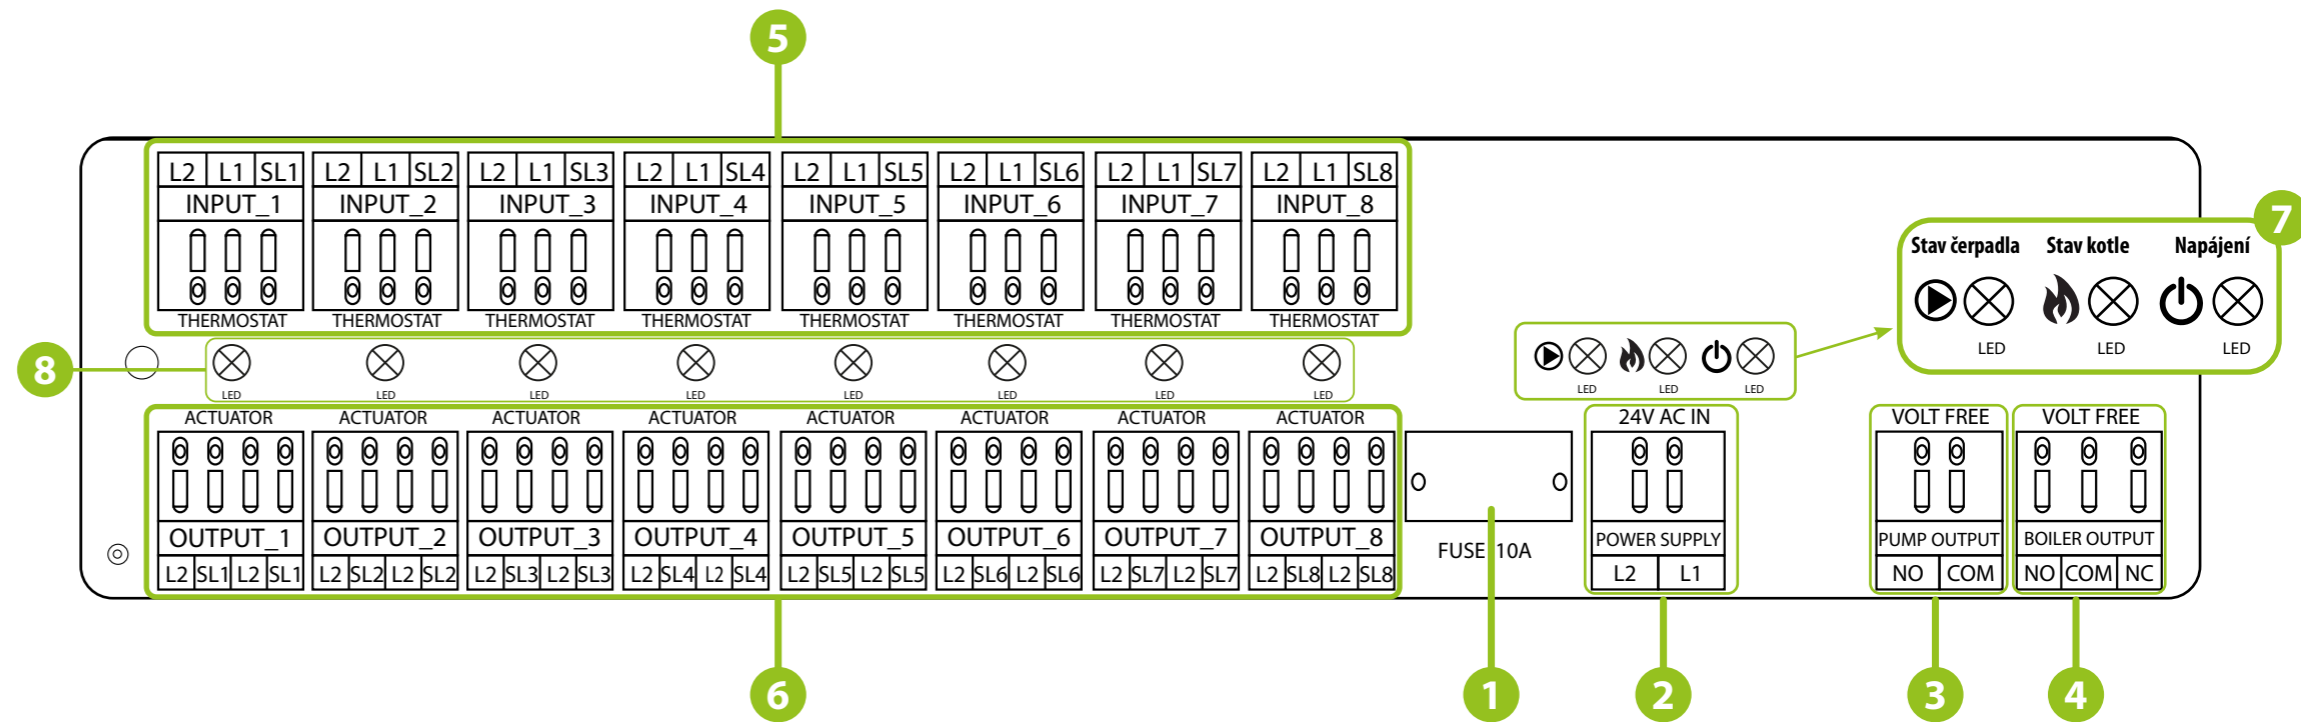 5
L2 L1 SL1 L2 L1 SL2 L2 L1 SL3 L2 L1 SL4 L2 L1 SL5 L2 L1 SL6 L2 L1 SL7 L2 L1 SL8
INPUT_1 INPUT_2 INPUT_3 INPUT_4 INPUT_5 INPUT_6 INPUT_7 INPUT_8
THERMOSTAT THERMOSTAT THERMOSTAT THERMOSTAT THERMOSTAT THERMOSTAT THERMOSTAT THERMOSTAT
7
Stav čerpadla Stav kotle Napájení
LED LED LED
8
LED LED LED LED LED LED LED LED
LED LED LED
ACTUATOR ACTUATOR ACTUATOR ACTUATOR ACTUATOR ACTUATOR ACTUATOR ACTUATOR
OUTPUT_1 OUTPUT_2 OUTPUT_3 OUTPUT_4 OUTPUT_5 OUTPUT_6 OUTPUT_7 OUTPUT_8
L2 SL1 L2 SL1 L2 SL2 L2 SL2 L2 SL3 L2 SL3 L2 SL4 L2 SL4 L2 SL5 L2 SL5 L2 SL6 L2 SL6 L2 SL7 L2 SL7 L2 SL8 L2 SL8
FUSE 10A
24V AC IN
POWER SUPPLY
L2 L1
VOLT FREE
PUMP OUTPUT
NO COM
VOLT FREE
BOILER OUTPUT
NO COM NC
6 1 2 3 4